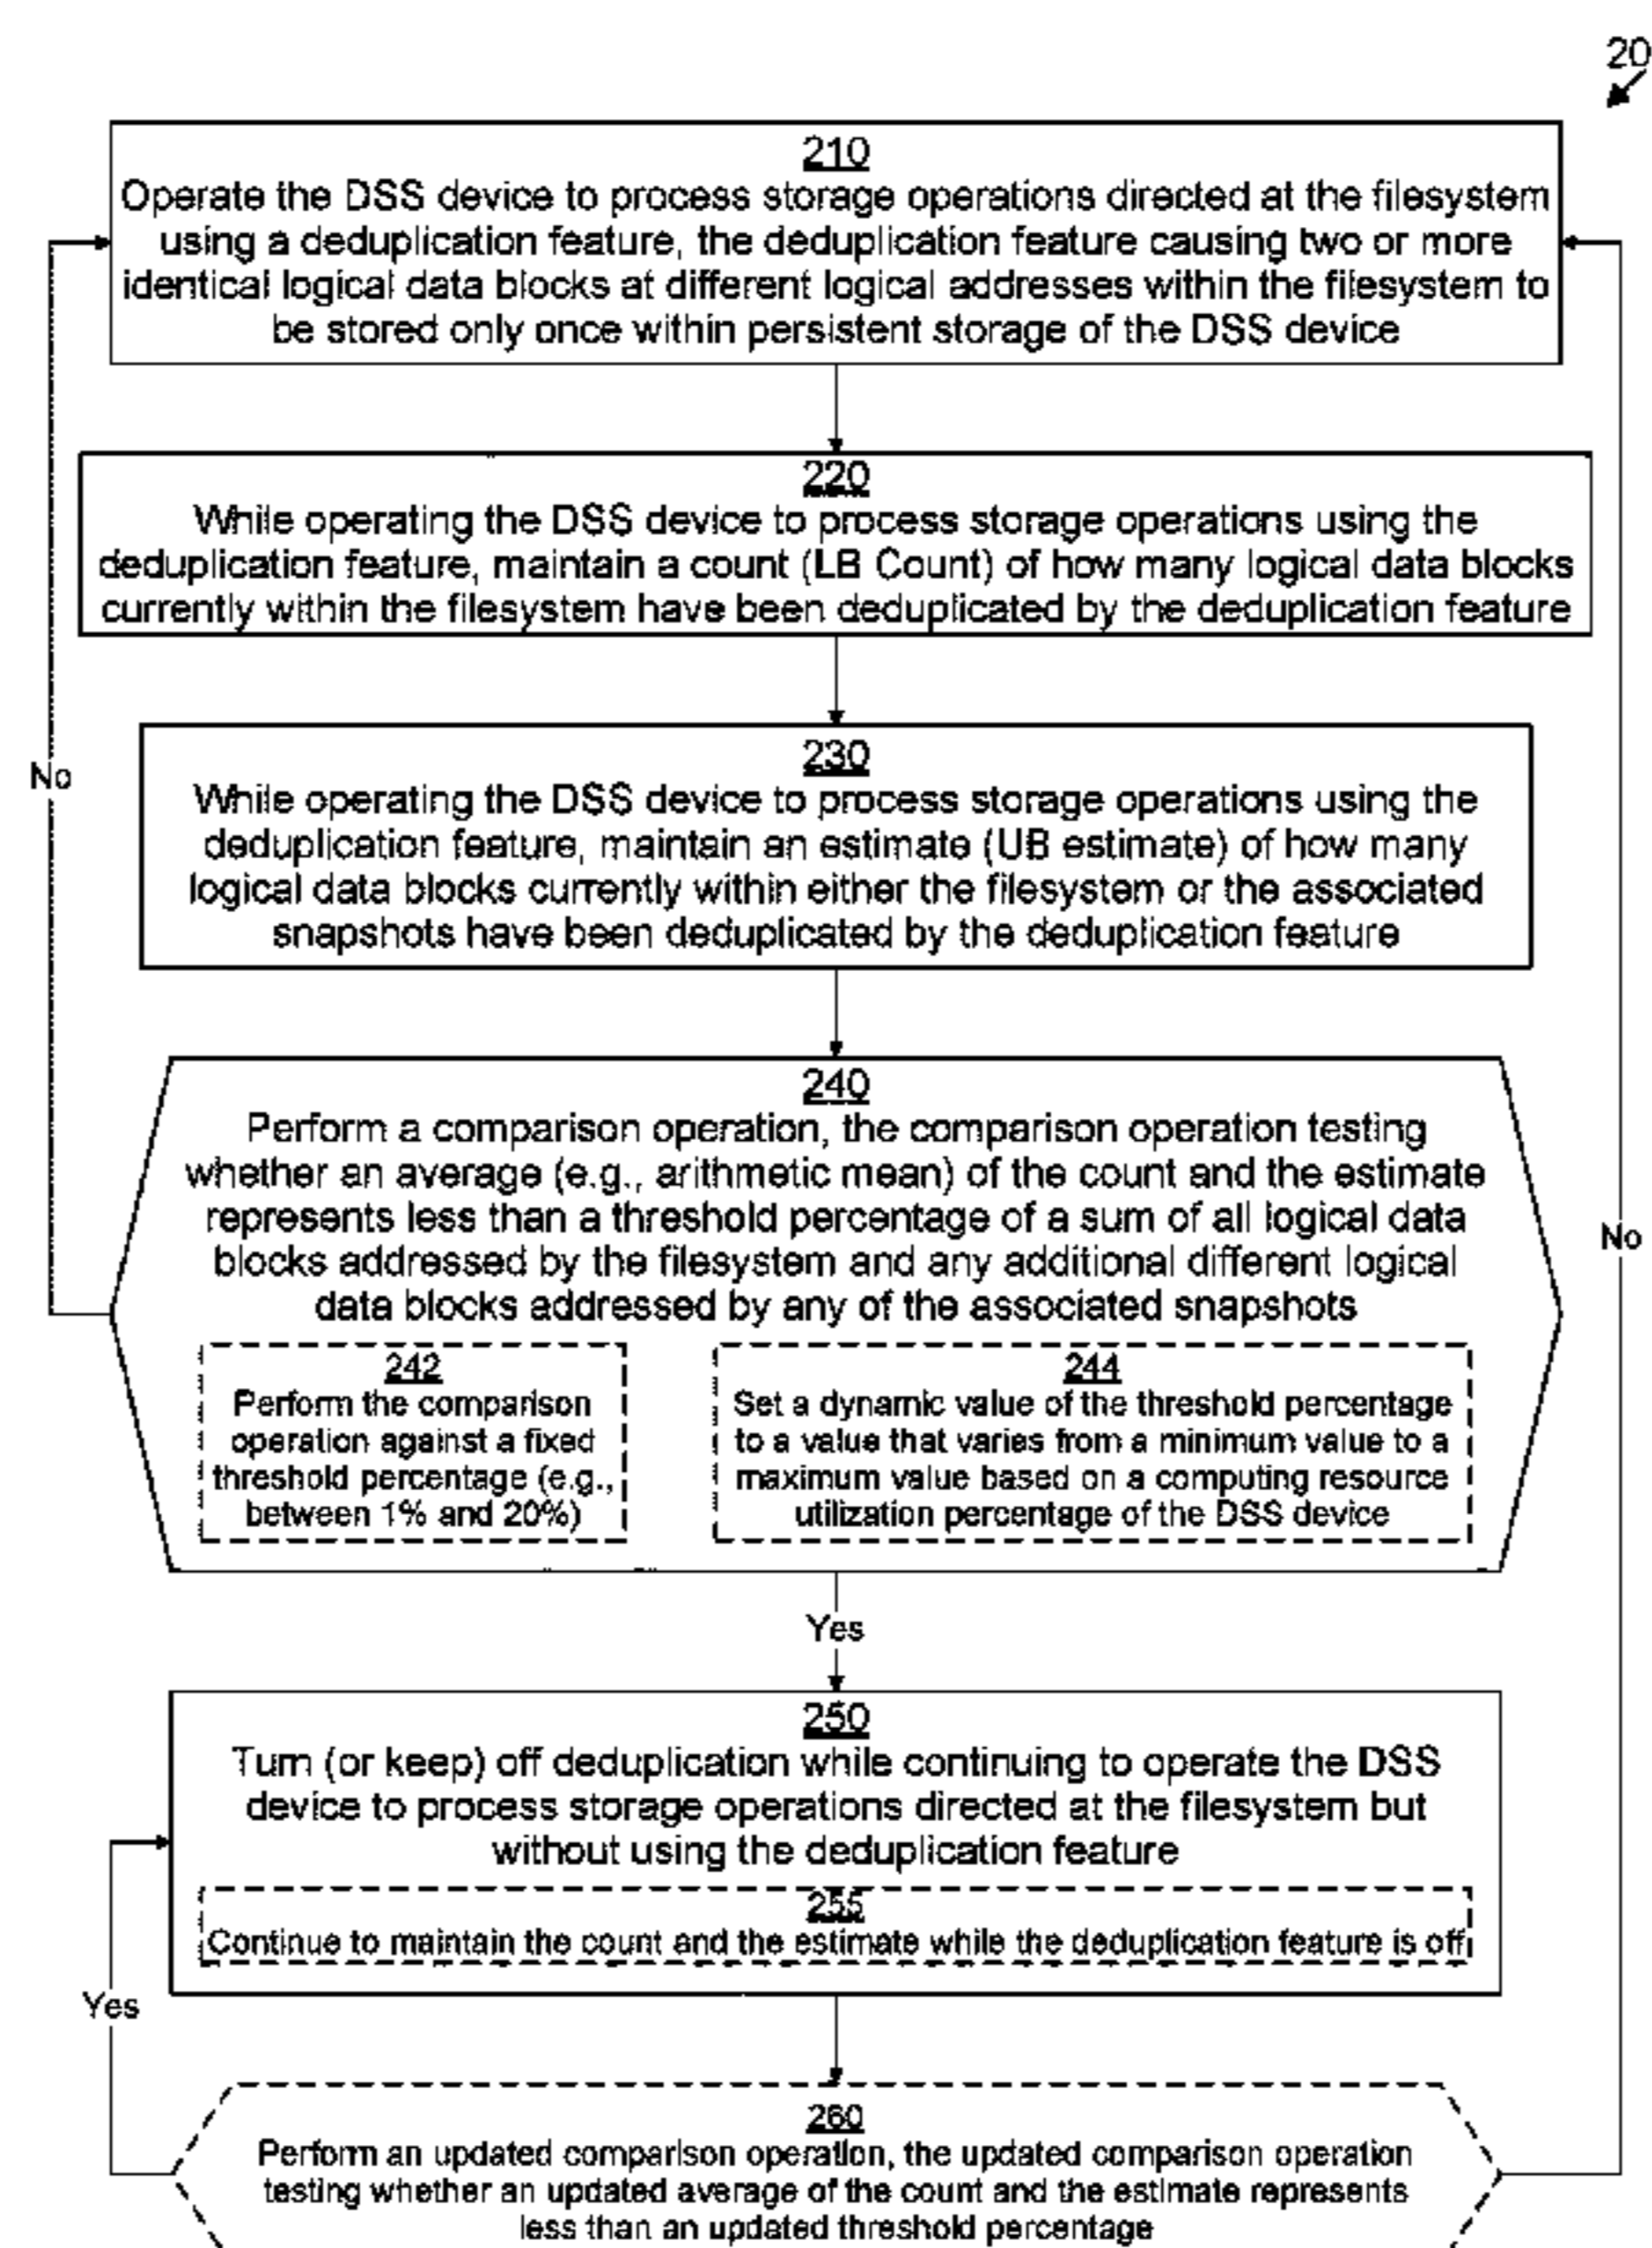 20
210
Operate the DSS device to process storage operations directed at the filesystem
using a deduplication feature, the deduplication feature causing two or more
identical logical data blocks at different logical addresses within the filesystem to
be stored only once within persistent storage of the DSS device
220
While operating the DSS device to process storage operations using the
deduplication feature, maintain a count (LB Count) of how many logical data blocks
currently within the filesystem have been deduplicated by the deduplication feature
230
While operating the DSS device to process storage operations using the
deduplication feature, maintain an estimate (UB estimate) of how many
logical data blocks currently within either the filesystem or the associated
snapshots have been deduplicated by the deduplication feature
No
240
Perform a comparison operation, the comparison operation testing
whether an average (e.g., arithmetic mean) of the count and the estimate
represents less than a threshold percentage of a sum of all logical data
blocks addressed by the filesystem and any additional different logical
data blocks addressed by any of the associated snapshots
No
242
Perform the comparison
operation against a fixed
threshold percentage (e.g.,
between 1% and 20%)
244
Set a dynamic value of the threshold percentage
to a value that varies from a minimum value to a
maximum value based on a computing resource
utilization percentage of the DSS device
Yes
250
Turn (or keep) off deduplication while continuing to operate the DSS
device to process storage operations directed at the filesystem but
without using the deduplication feature
255
Continue to maintain the count and the estimate while the deduplication feature is off
Yes
260
Perform an updated comparison operation, the updated comparison operation
testing whether an updated average of the count and the estimate represents
less than an updated threshold percentage